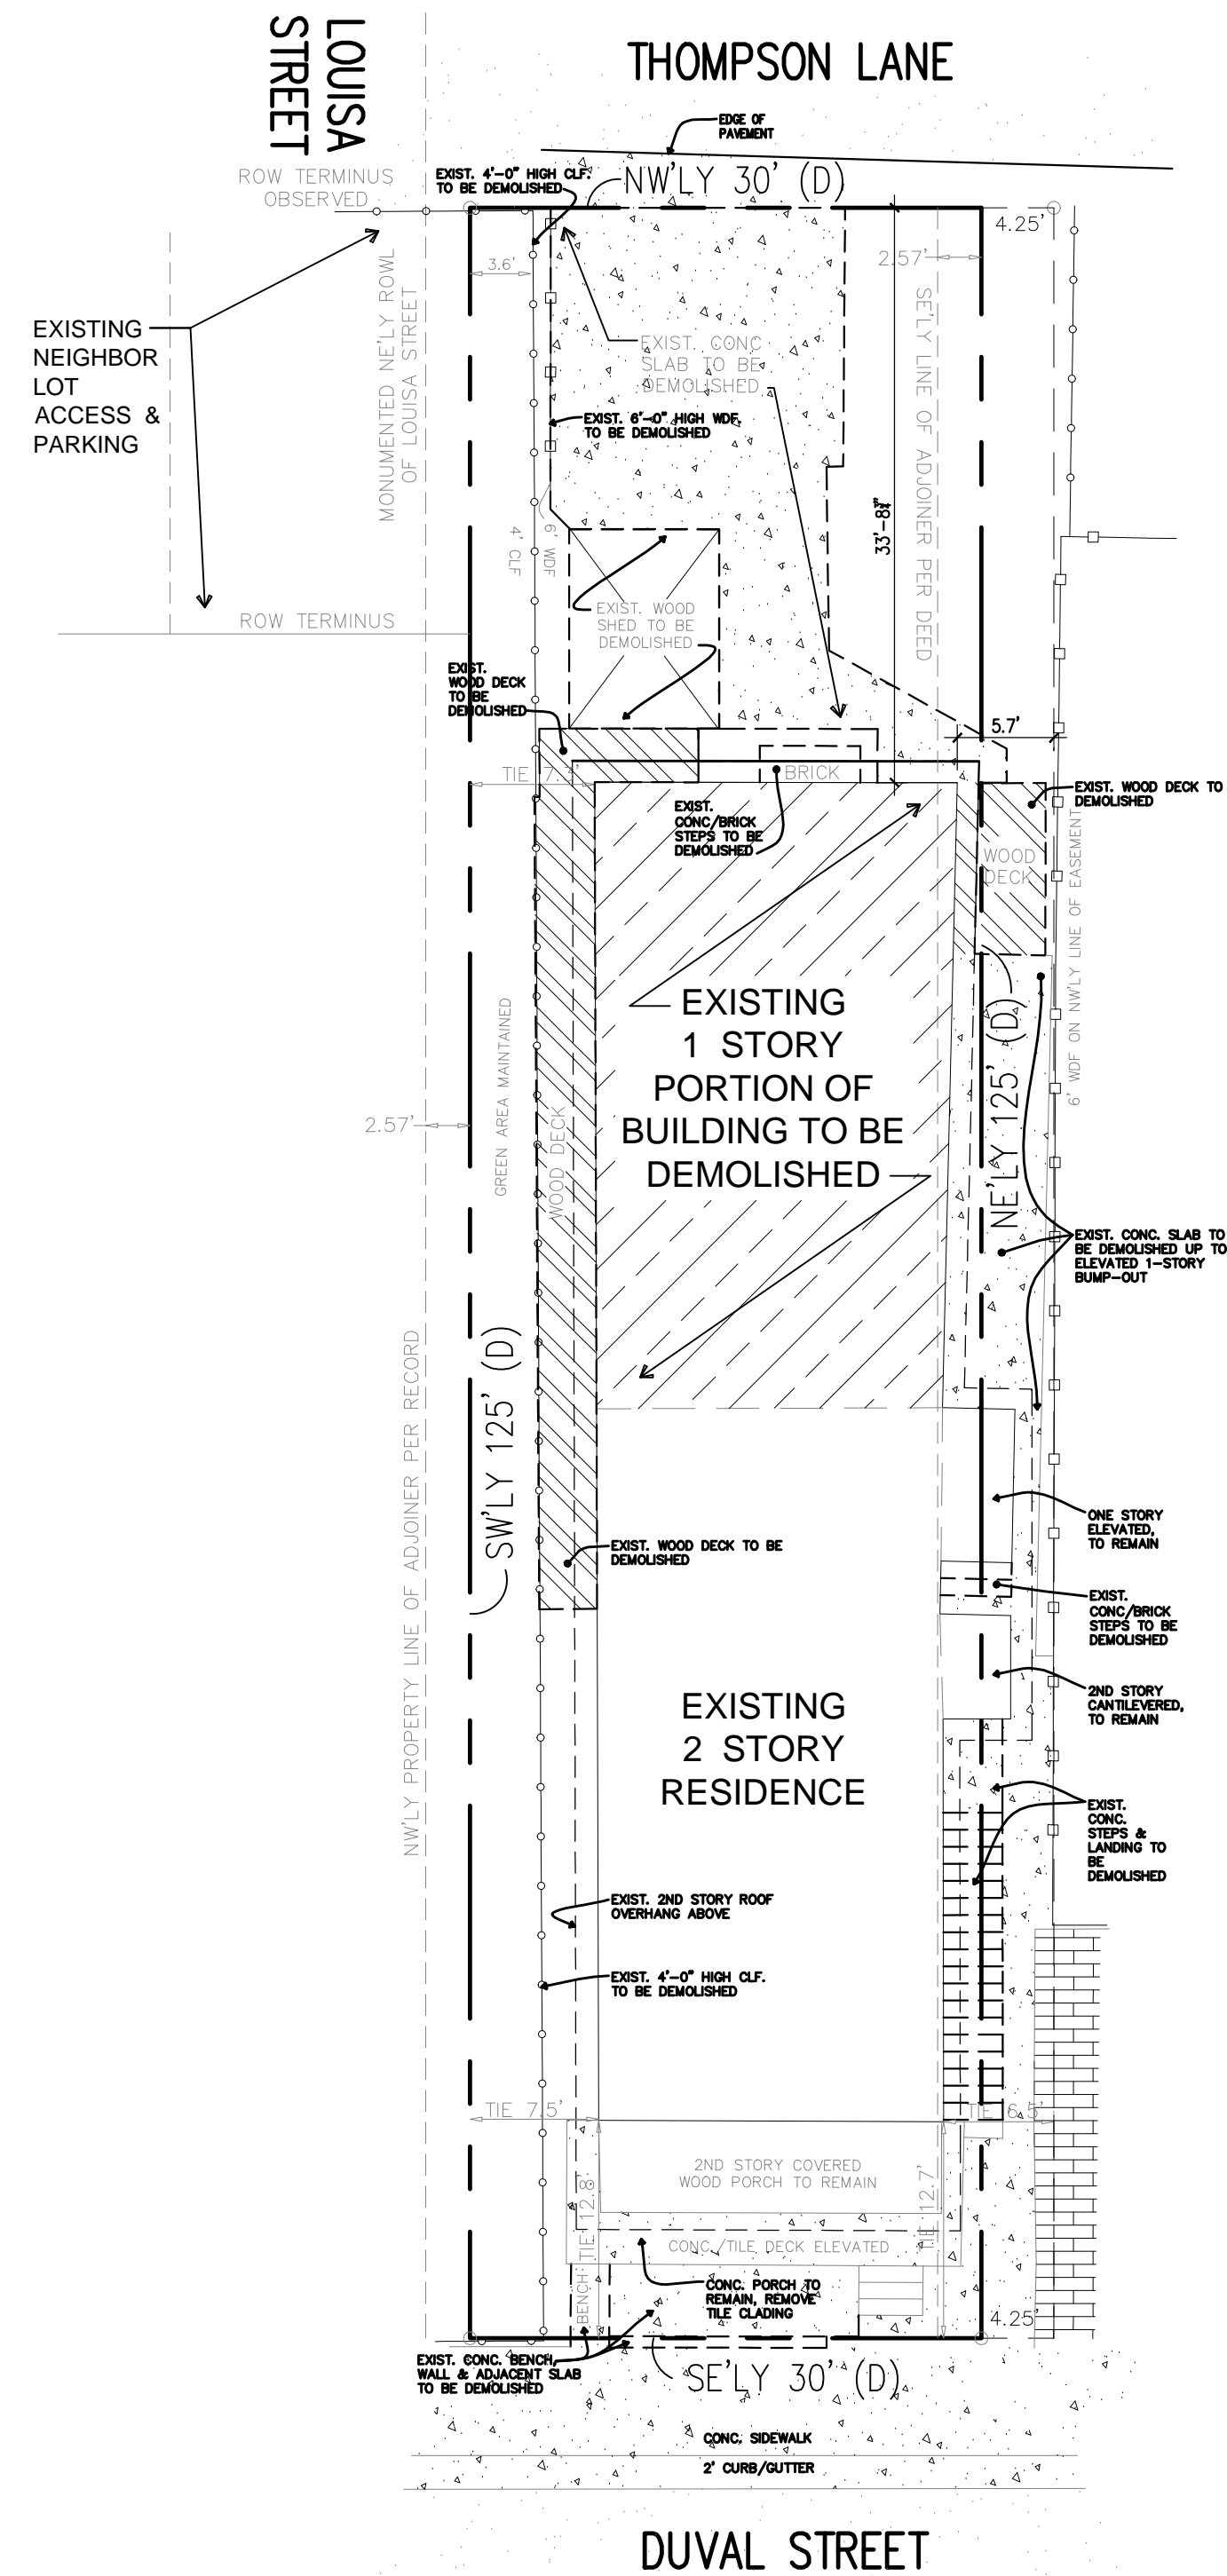 LOUISA
STREET
THOMPSON LANE
EDGE OF
PAVEMENT
ROW TERMINUS
OBSERVED
EXIST. 4'-0" HIGH CLF.
TO BE DEMOLISHED
NW'LY 30' (D)
4.25'
3.6'
2.57'
EXISTING
NEIGHBOR
LOT
ACCESS &
PARKING
MONUMENTED NE'LY ROWL
OF LOUISA STREET
EXIST. CONC
SLAB TO BE
DEMOLISHED
SE'LY LINE OF ADJOINER PER DEED
EXIST. 6'-0" HIGH WDF.
TO BE DEMOLISHED
6' WDF
4' CLF
EXIST. WOOD
SHED TO BE
DEMOLISHED
ROW TERMINUS
EXIST.
WOOD DECK
TO BE
DEMOLISHED
5.7'
TIE 7.3'
BRICK
EXIST.
CONC/BRICK
STEPS TO BE
DEMOLISHED
EXIST. WOOD DECK TO
DEMOLISHED
WOOD
DECK
6' WDF ON NW'LY LINE OF EASEMENT
EXISTING
1 STORY
PORTION OF
BUILDING TO BE
DEMOLISHED
NE'LY 125' (D)
GREEN AREA MAINTAINED
WOOD DECK
2.57'
EXIST. CONC. SLAB TO
BE DEMOLISHED UP TO
ELEVATED 1-STORY
BUMP-OUT
SW'LY 125' (D)
NW'LY PROPERTY LINE OF ADJOINER PER RECORD
ONE STORY
ELEVATED,
TO REMAIN
EXIST. WOOD DECK TO BE
DEMOLISHED
EXIST.
CONC/BRICK
STEPS TO BE
DEMOLISHED
2ND STORY
CANTILEVERED,
TO REMAIN
EXISTING
2 STORY
RESIDENCE
EXIST.
CONC.
STEPS &
LANDING TO
BE
DEMOLISHED
EXIST. 2ND STORY ROOF
OVERHANG ABOVE
EXIST. 4'-0" HIGH CLF.
TO BE DEMOLISHED
TIE 7.5'
TIE 6.5'
2ND STORY COVERED
WOOD PORCH TO REMAIN
TIE 12.8'
TIE 12.7'
CONC./TILE DECK ELEVATED
BENCH
CONC. PORCH TO
REMAIN, REMOVE
TILE CLADING
4.25'
EXIST. CONC. BENCH,
WALL & ADJACENT SLAB
TO BE DEMOLISHED
SE'LY 30' (D)
CONC. SIDEWALK
2' CURB/GUTTER
DUVAL STREET